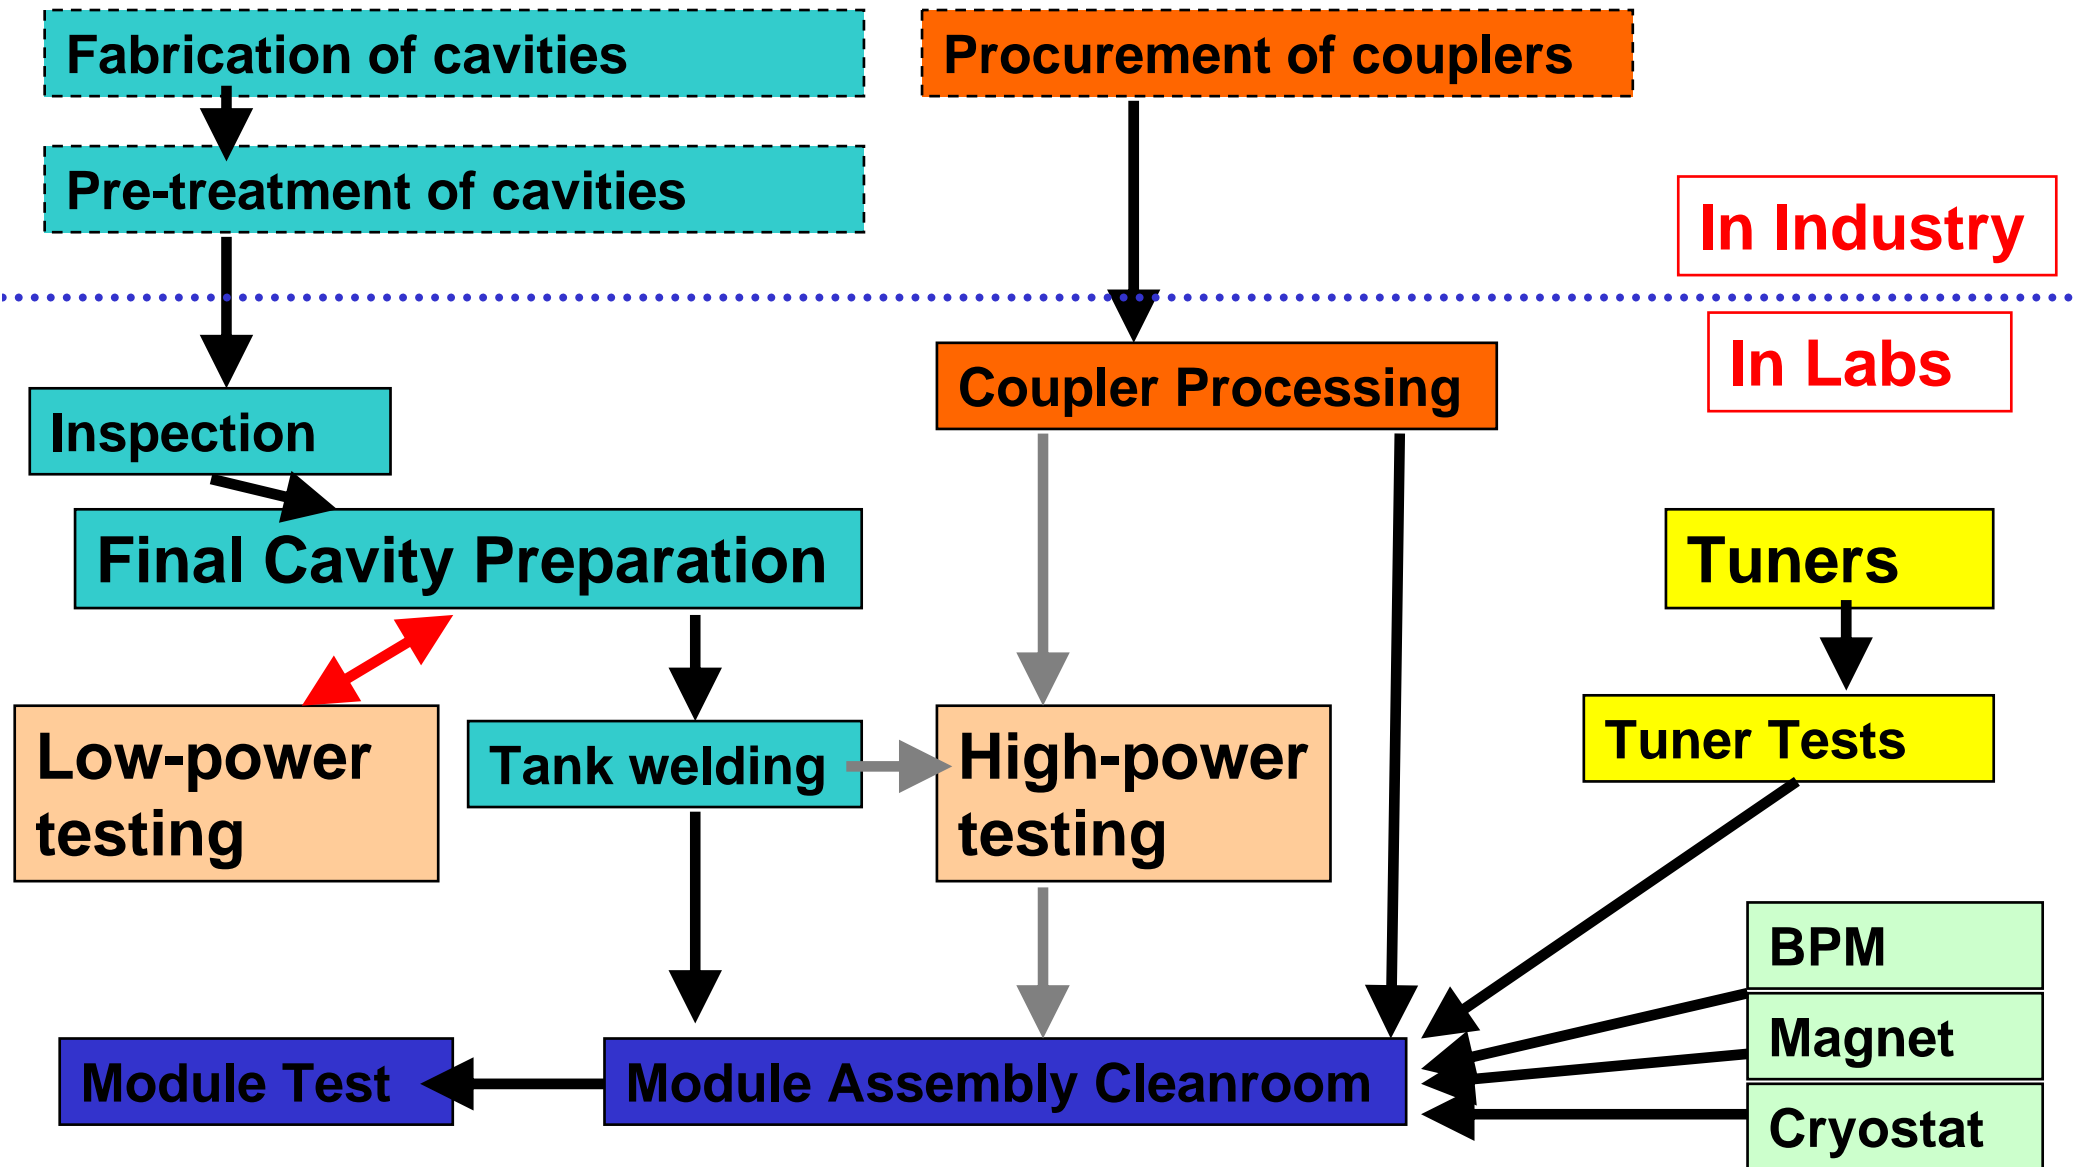 Fabrication of cavities
Procurement of couplers
Pre-treatment of cavities
In Industry
In Labs
Coupler Processing
Inspection
Final Cavity Preparation
Tuners
Low-power
testing
Tank welding
High-power
testing
Tuner Tests
BPM
Magnet
Cryostat
Module Test
Module Assembly Cleanroom